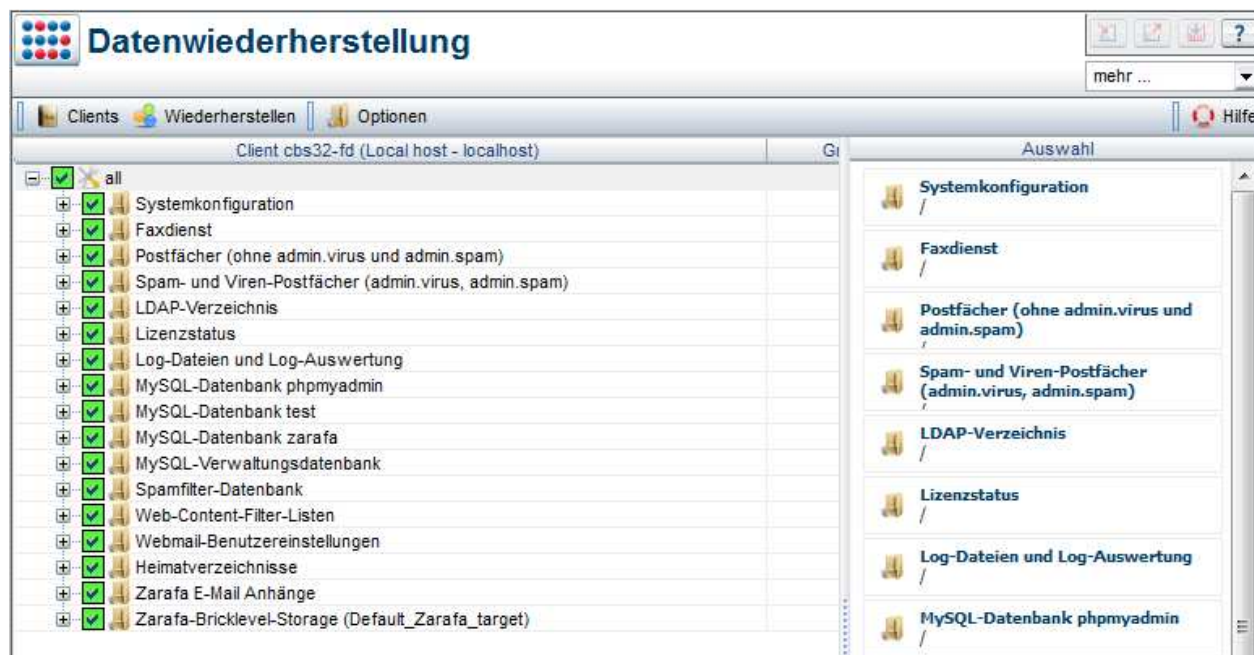 Datenwiederherstellung
?
mehr ...
Clients Wiederherstellen Optionen Hilfe
Client cbs32-fd (Local host - localhost)
Auswahl
all
Systemkonfiguration
Faxdienst
Postfächer (ohne admin.virus und admin.spam)
Spam- und Viren-Postfächer (admin.virus, admin.spam)
LDAP-Verzeichnis
Lizenzstatus
Log-Dateien und Log-Auswertung
MySQL-Datenbank phpmyadmin
MySQL-Datenbank test
MySQL-Datenbank zarafa
MySQL-Verwaltungsdatenbank
Spamfilter-Datenbank
Web-Content-Filter-Listen
Webmail-Benutzereinstellungen
Heimatverzeichnisse
Zarafa E-Mail Anhänge
Zarafa-Bricklevel-Storage (Default_Zarafa_target)
Systemkonfiguration
/
Faxdienst
/
Postfächer (ohne admin.virus und
admin.spam)
/
Spam- und Viren-Postfächer
(admin.virus, admin.spam)
/
LDAP-Verzeichnis
/
Lizenzstatus
/
Log-Dateien und Log-Auswertung
/
MySQL-Datenbank phpmyadmin
/